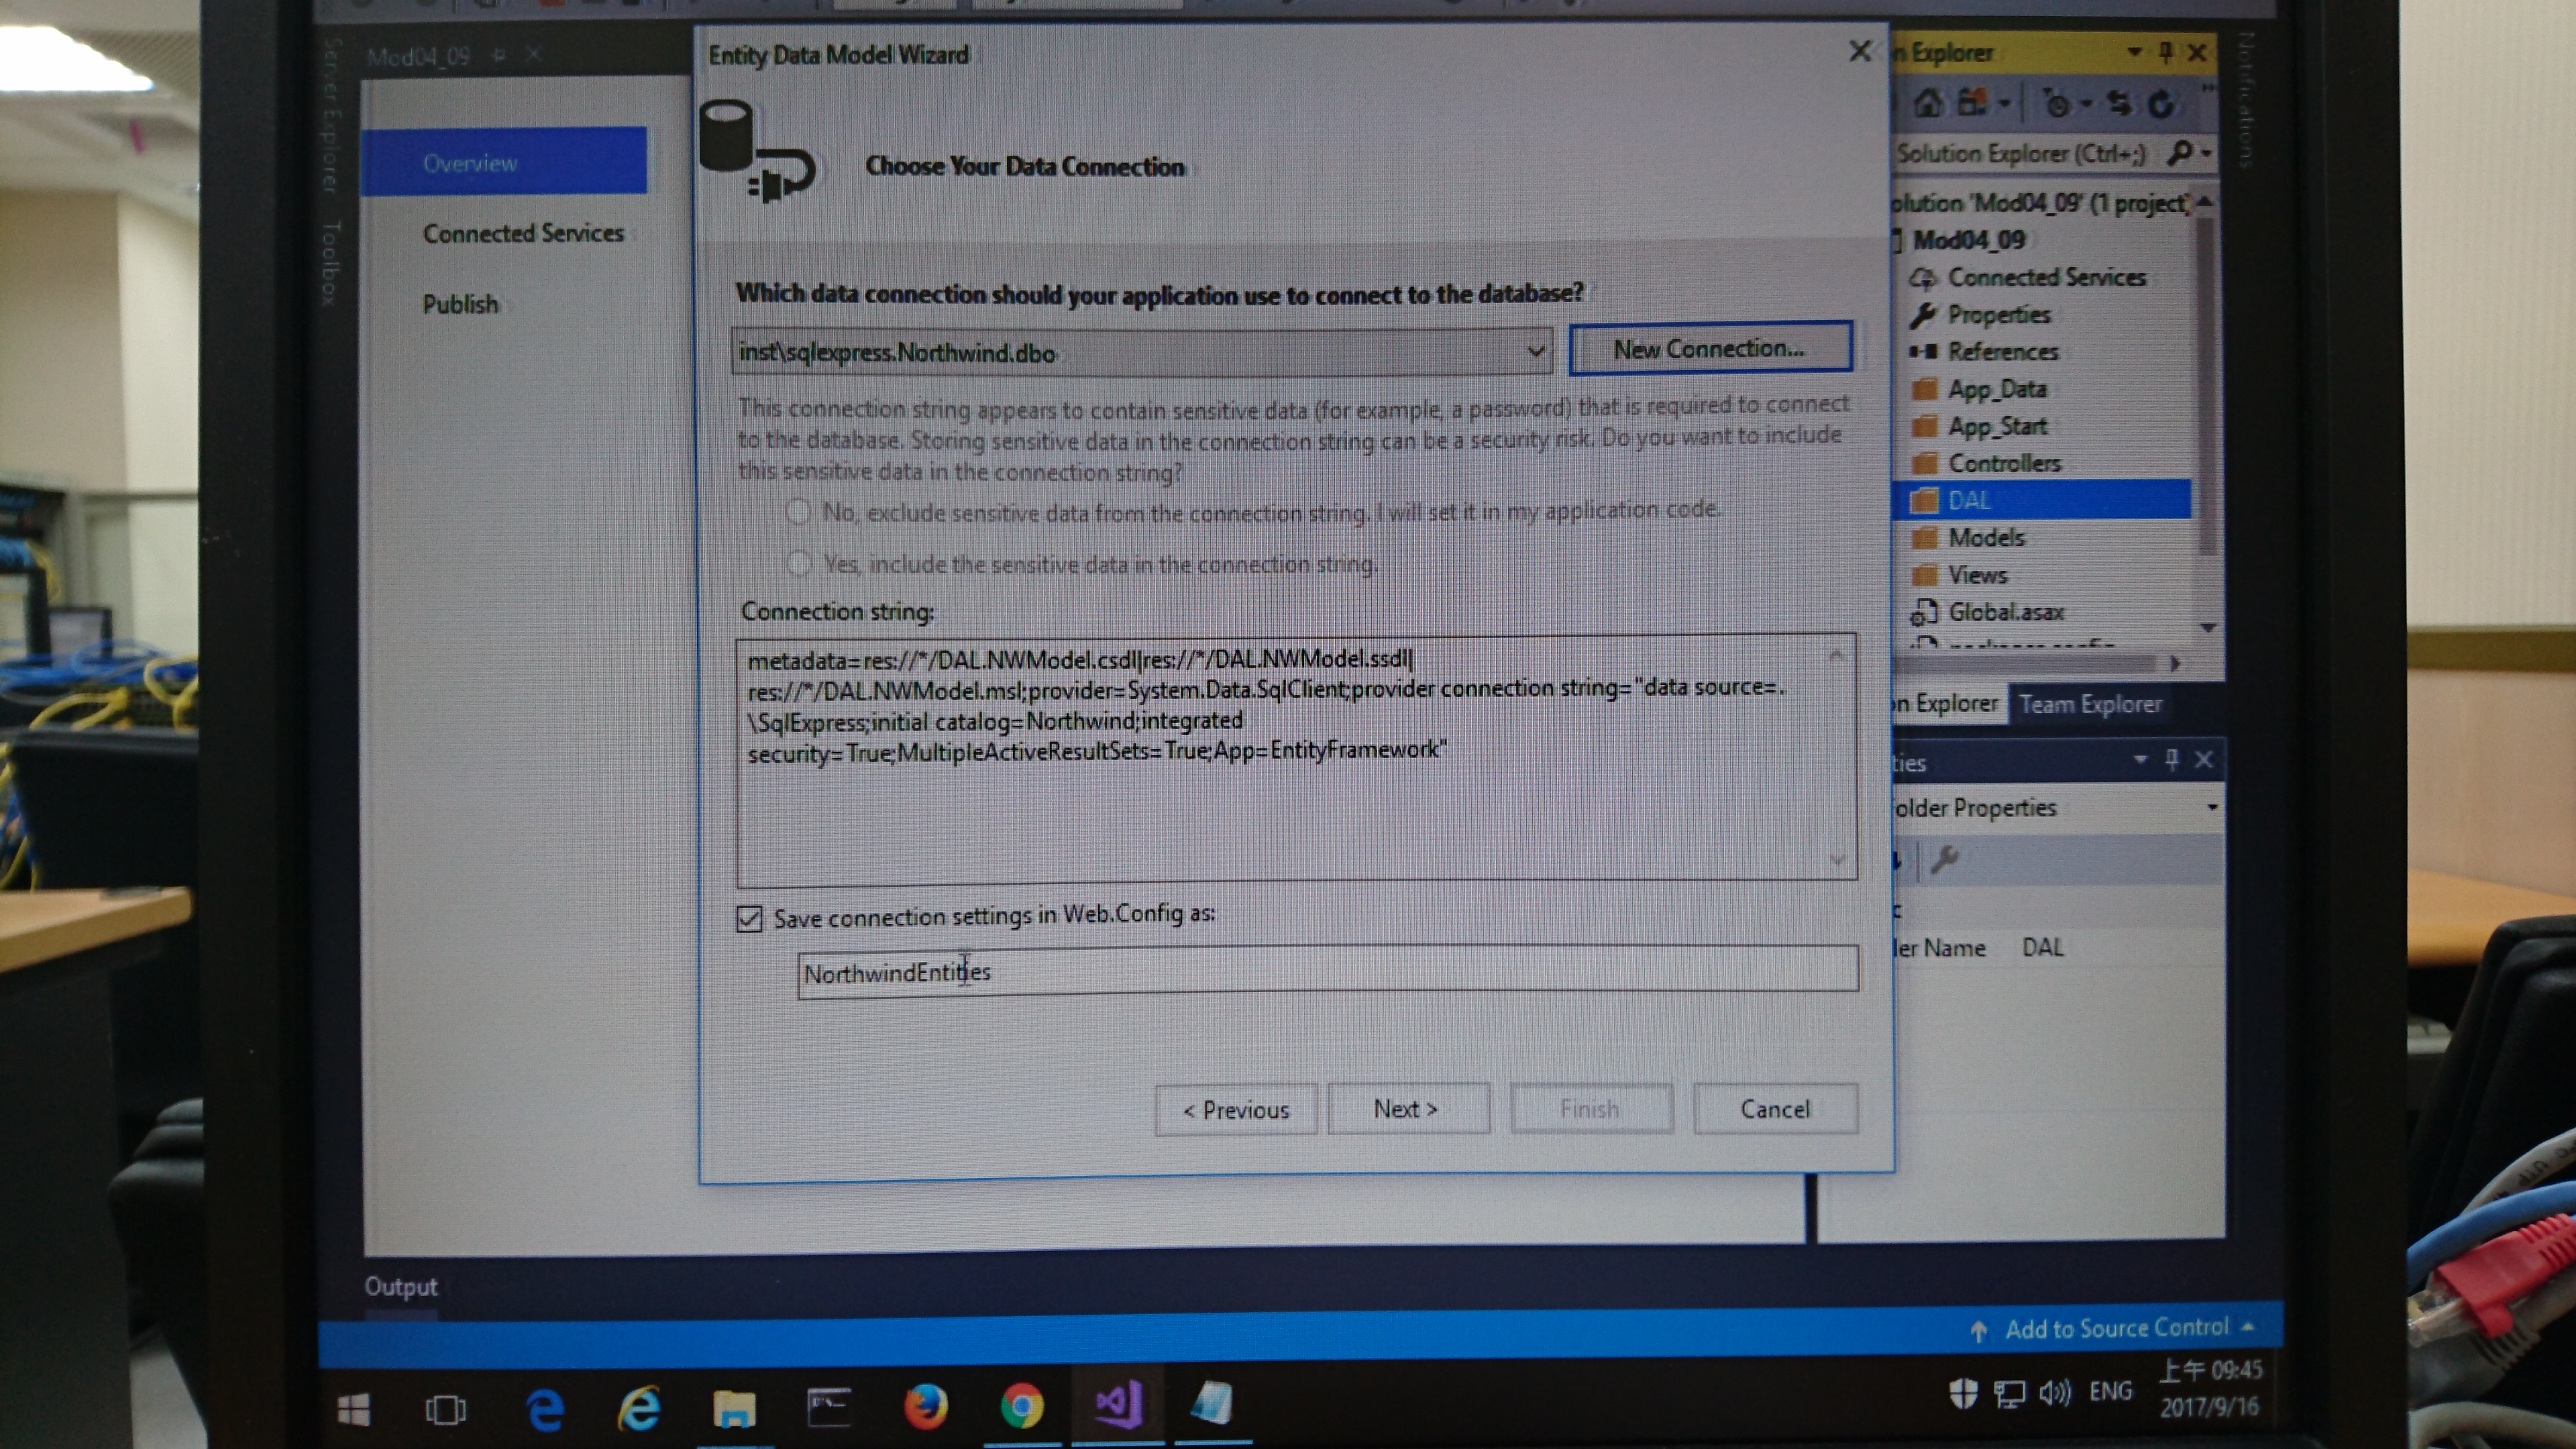 Server Explorer
Toolbox
Mod04_09
Overview
Connected Services
Publish
Entity Data Model Wizard
Choose Your Data Connection
Which data connection should your application use to connect to the database?
inst\sqlexpress.Northwind.dbo
New Connection...
This connection string appears to contain sensitive data (for example, a password) that is required to connect
to the database. Storing sensitive data in the connection string can be a security risk. Do you want to include
this sensitive data in the connection string?
No, exclude sensitive data from the connection string. I will set it in my application code.
Yes, include the sensitive data in the connection string.
Connection string:
metadata=res://*/DAL.NWModel.csdl|res://*/DAL.NWModel.ssdl|
res://*/DAL.NWModel.msl;provider=System.Data.SqlClient;provider connection string="data source=.
\SqlExpress;initial catalog=Northwind;integrated
security=True;MultipleActiveResultSets=True;App=EntityFramework"
Save connection settings in Web.Config as:
NorthwindEntities
< Previous
Next >
Finish
Cancel
n Explorer
Solution Explorer (Ctrl+;)
olution 'Mod04_09' (1 project)
Mod04_09
Connected Services
Properties
References
App_Data
App_Start
Controllers
DAL
Models
Views
Global.asax
on Explorer
Team Explorer
ties
older Properties
der Name DAL
Notifications
Output
Add to Source Control
ENG
上午 09:45
2017/9/16